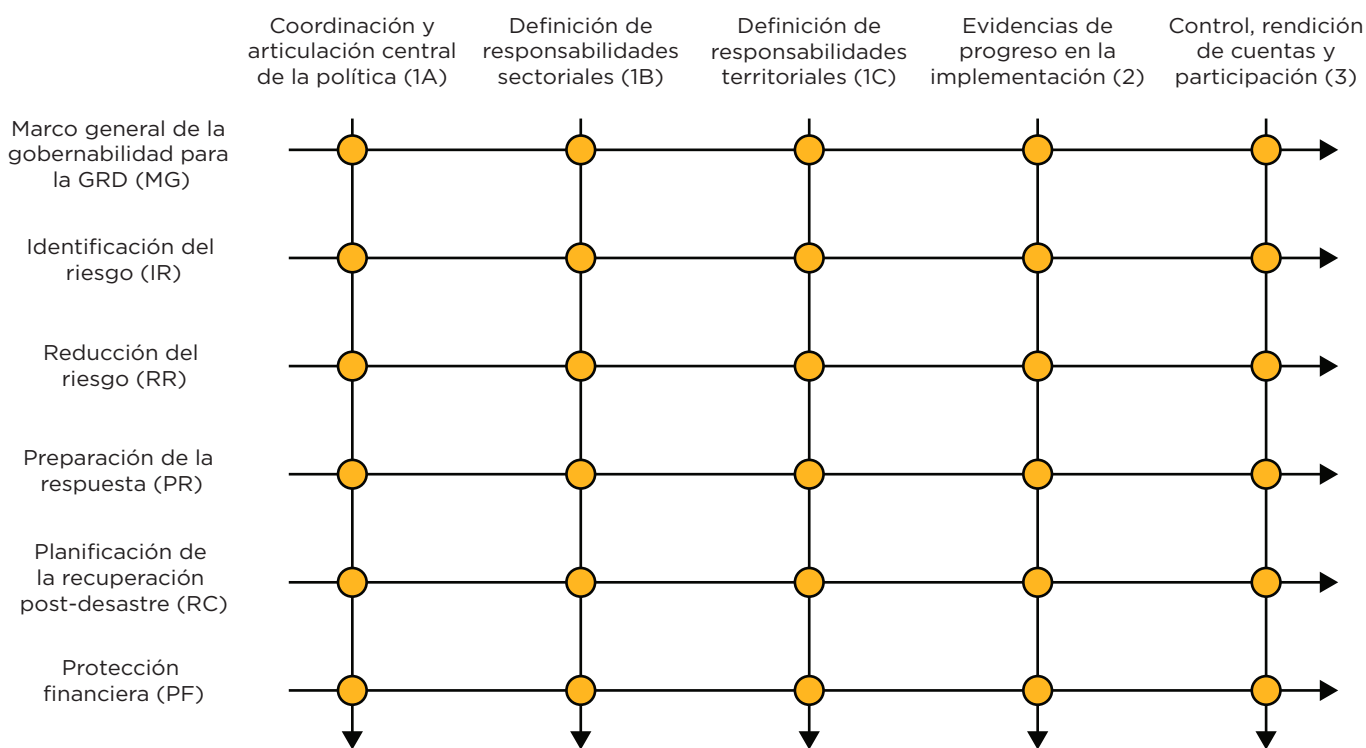 Coordinación y
articulación central
de la política (1A)
Definición de
responsabilidades
sectoriales (1B)
Definición de
responsabilidades
territoriales (1C)
Evidencias de
progreso en la
implementación (2)
Control, rendición
de cuentas y
participación (3)
Marco general de la
gobernabilidad para
la GRD (MG)
Identificación del
riesgo (IR)
Reducción del
riesgo (RR)
Preparación de la
respuesta (PR)
Planificación de
la recuperación
post-desastre (RC)
Protección
financiera (PF)